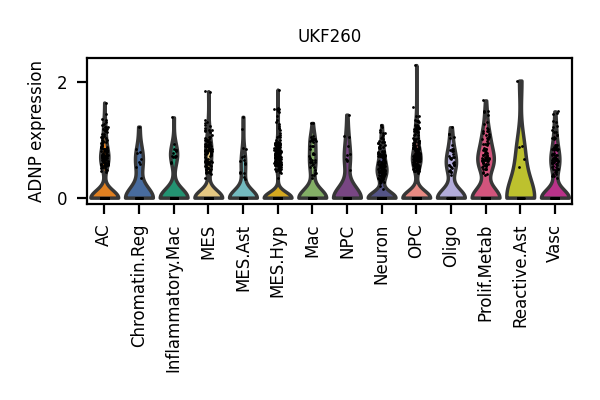 UKF260
ADNP expression
2
0
AC
Chromatin.Reg
Inflammatory.Mac
MES
MES.Ast
MES.Hyp
Mac
NPC
Neuron
OPC
Oligo
Prolif.Metab
Reactive.Ast
Vasc